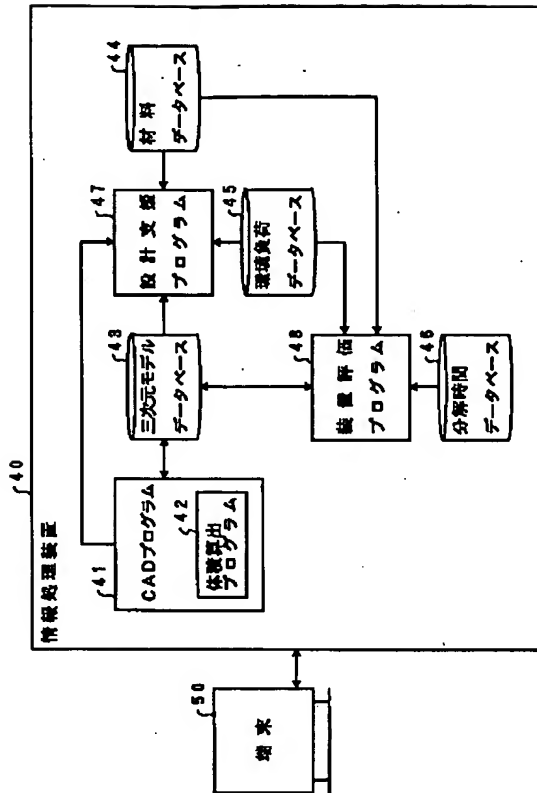 40
情報処理装置
41
CADプログラム
42
体積算出
プログラム
43
三次元モデル
データベース
47
設計支援
プログラム
44
材料
データベース
45
環境負荷
データベース
48
装置評価
プログラム
46
分解時間
データベース
50
端末